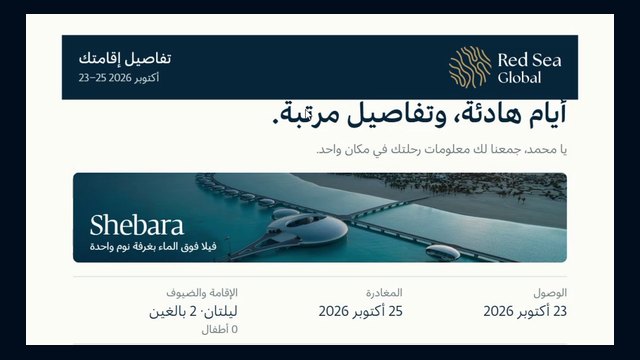 تفاصيل إقامتك
23–25 أكتوبر 2026
Red Sea
Global
أيام هادئة، وتفاصيل مرتبة.
يا محمد، جمعنا لك معلومات رحلتك في مكان واحد.
Shebara
فيلا فوق الماء بغرفة نوم واحدة
الوصول
23 أكتوبر 2026
المغادرة
25 أكتوبر 2026
الإقامة والضيوف
ليلتان · 2 بالغين
0 أطفال